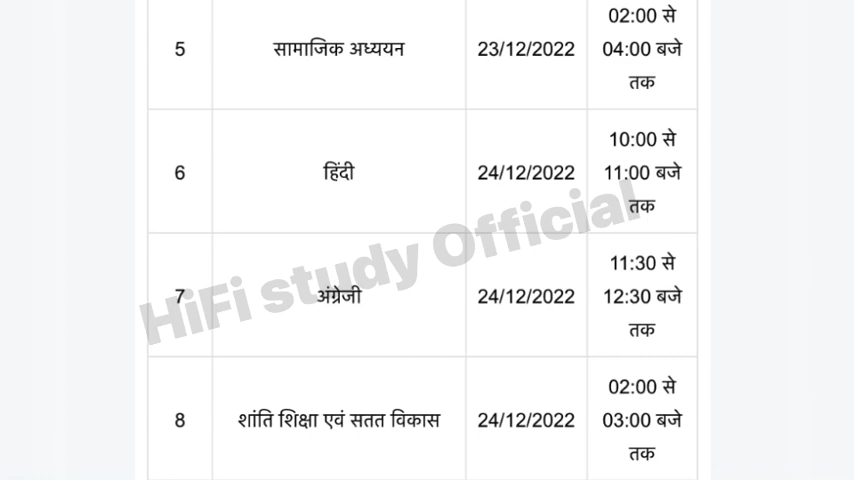 02:00 से
5 सामाजिक अध्ययन 23/12/2022 04:00 बजे
तक
10:00 से
6 हिंदी 24/12/2022 11:00 बजे
तक
HiFi study Official
11:30 से
7 अंग्रेजी 24/12/2022 12:30 बजे
तक
02:00 से
8 शांति शिक्षा एवं सतत विकास 24/12/2022 03:00 बजे
तक